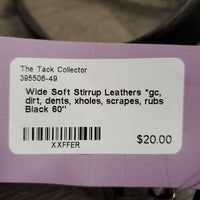 The Tack Collector
395506-49
Wide Soft Stirrup Leathers *gc,
dirt, dents, xholes, scrapes, rubs
Black 60"
XXFFER
$20.00